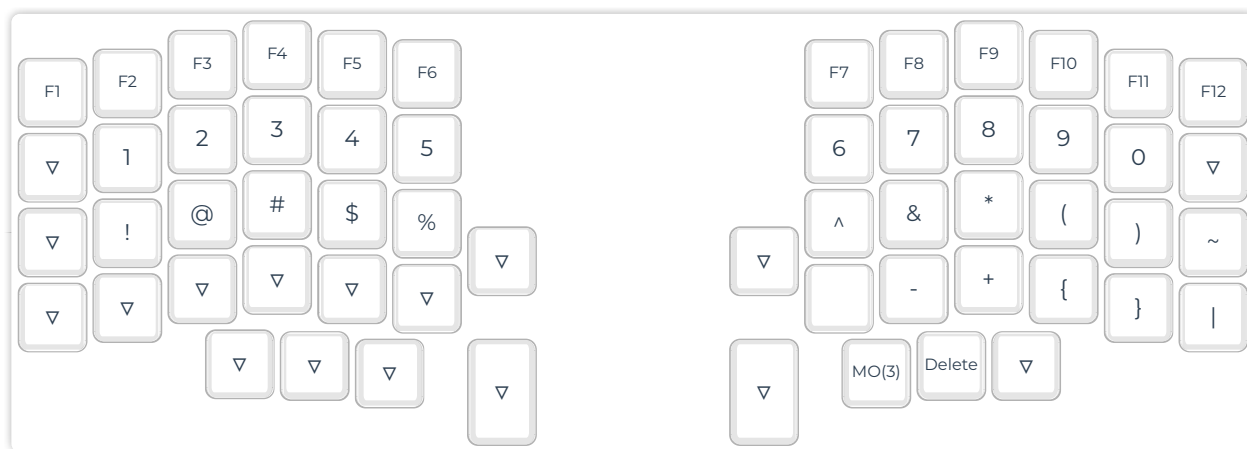 F1 F2 F3 F4 F5 F6 F7 F8 F9 F10 F11 F12
▽ 1 2 3 4 5 6 7 8 9 0 ▽
▽ ! @ # $ % ^ & * ( ) ~
▽ ▽ ▽ ▽ ▽ ▽ ▽ ▽ - + { } |
▽ ▽ ▽ ▽ ▽ MO(3) Delete ▽